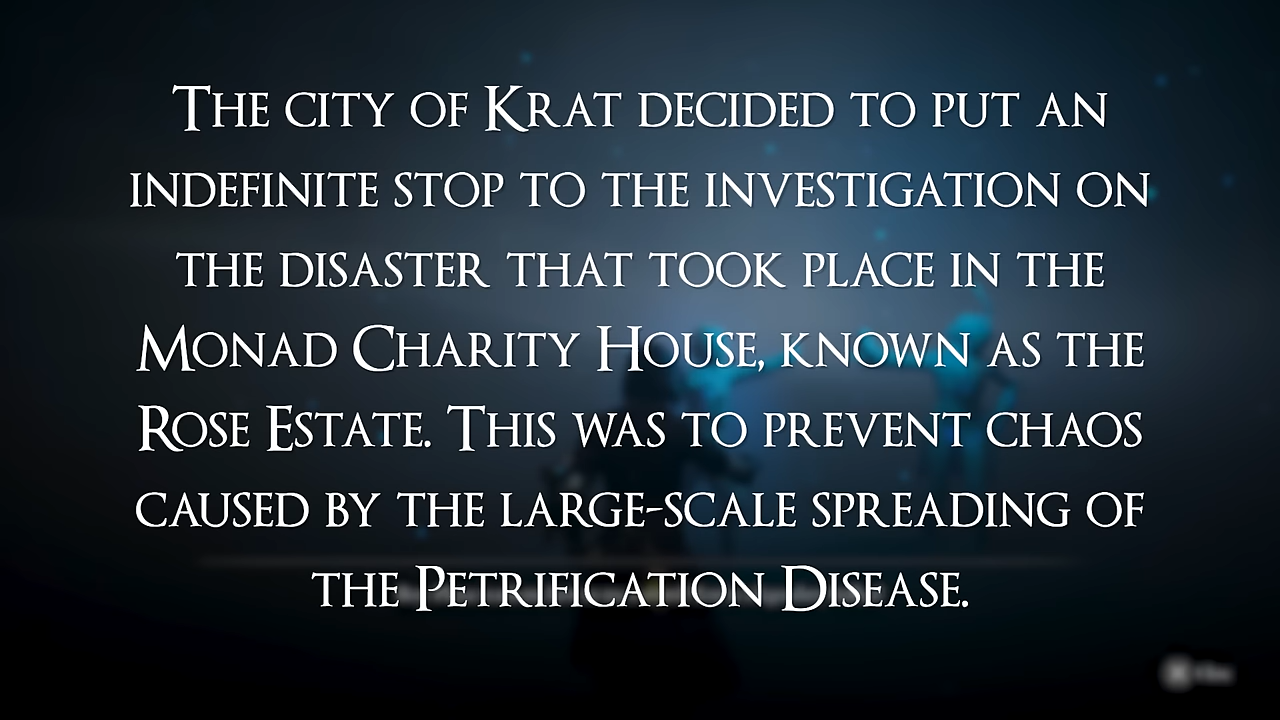 The city of Krat decided to put an
indefinite stop to the investigation on
the disaster that took place in the
Monad Charity House, known as the
Rose Estate. This was to prevent chaos
caused by the large-scale spreading of
the Petrification Disease.